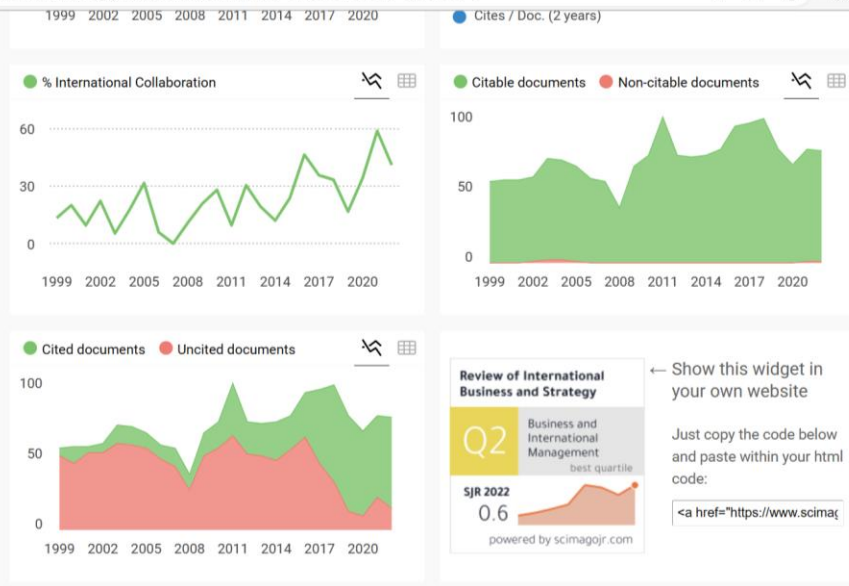 1999 2002 2005 2008 2011 2014 2017 2020
Cites / Doc. (2 years)
% International Collaboration
60
30
0
1999 2002 2005 2008 2011 2014 2017 2020
Citable documents Non-citable documents
100
50
0
1999 2002 2005 2008 2011 2014 2017 2020
Cited documents Uncited documents
100
50
0
1999 2002 2005 2008 2011 2014 2017 2020
Review of International
Business and Strategy
Q2
Business and
International
Management
best quartile
SJR 2022
0.6
powered by scimagojr.com
← Show this widget in
your own website
Just copy the code below
and paste within your html
code:
<a href="https://www.scimag